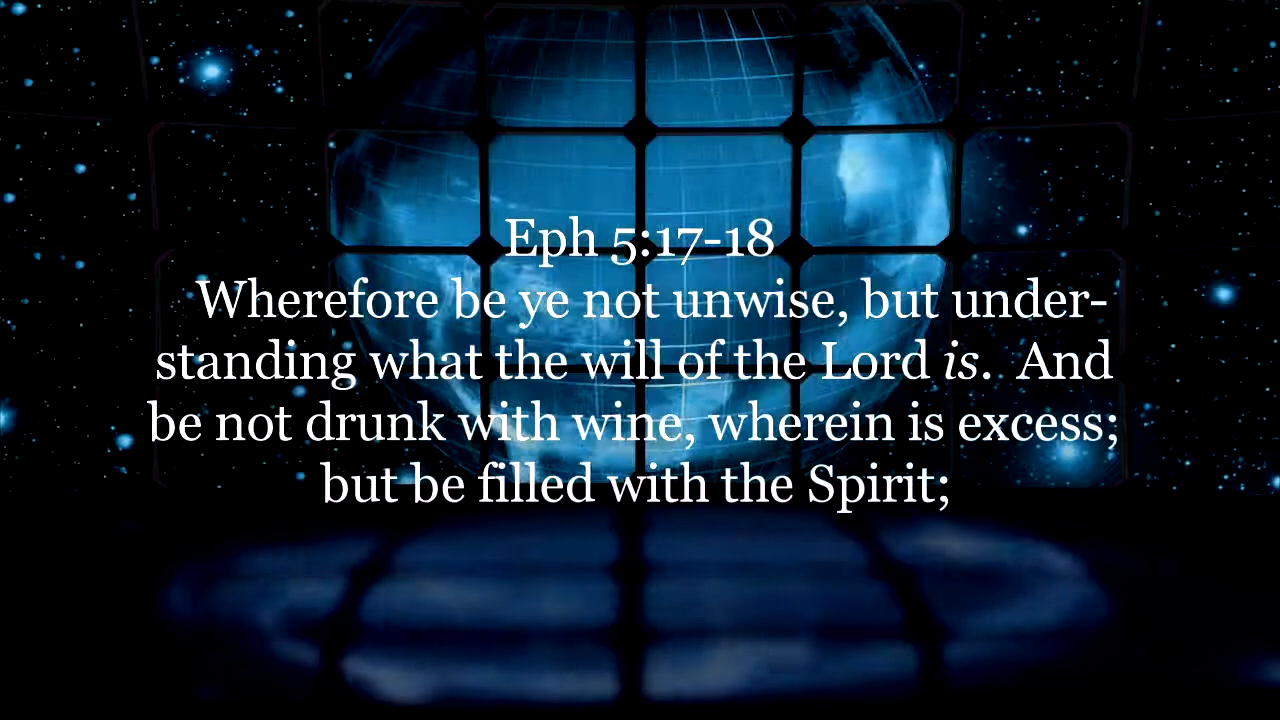 Eph 5:17-18
Wherefore be ye not unwise, but under-
standing what the will of the Lord is.  And
be not drunk with wine, wherein is excess;
but be filled with the Spirit;